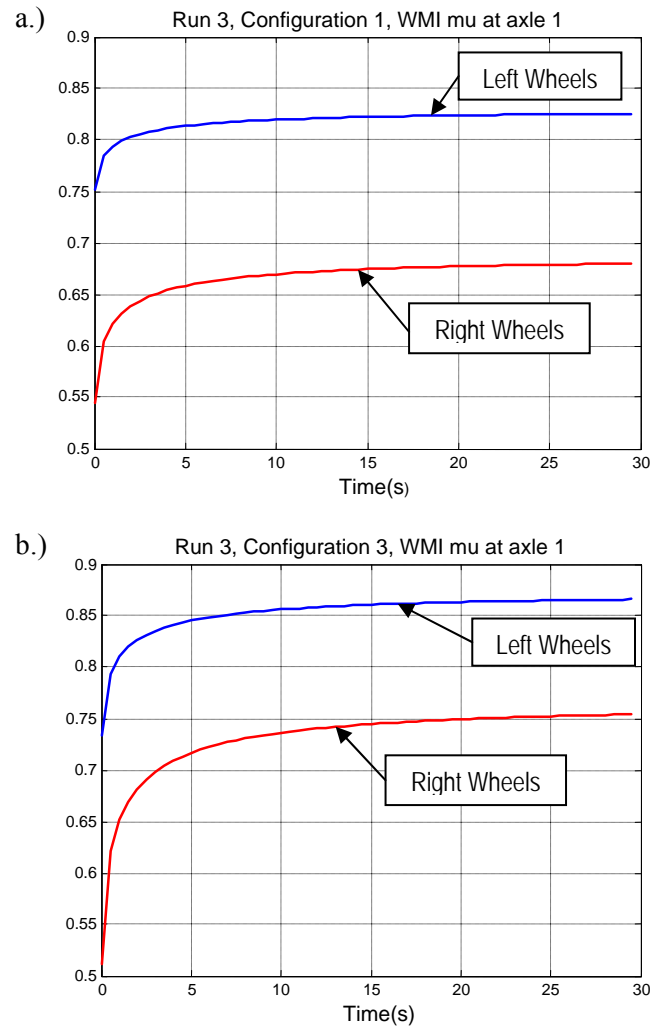 a.)
Run 3, Configuration 1, WMI mu at axle 1
0.9
0.85
0.8
0.75
0.7
0.65
0.6
0.55
0.5
Left Wheels
Right Wheels
0 5 10 15 20 25 30
Time(s)
b.)
Run 3, Configuration 3, WMI mu at axle 1
0.9
0.85
0.8
0.75
0.7
0.65
0.6
0.55
0.5
Left Wheels
Right Wheels
0 5 10 15 20 25 30
Time(s)